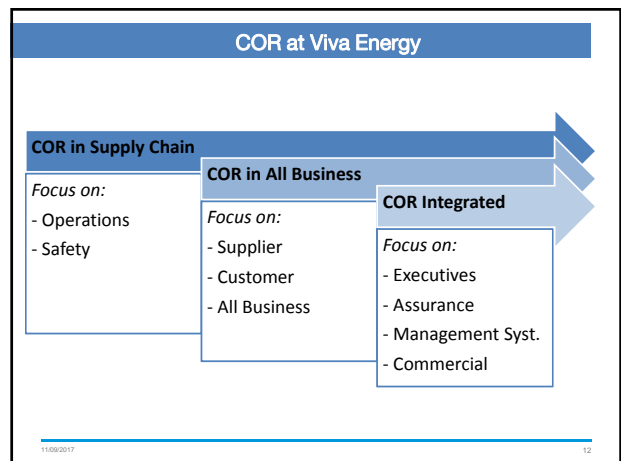 COR at Viva Energy
COR in Supply Chain
Focus on:
- Operations
- Safety
COR in All Business
Focus on:
- Supplier
- Customer
- All Business
COR Integrated
Focus on:
- Executives
- Assurance
- Management Syst.
- Commercial
11/09/2017
12